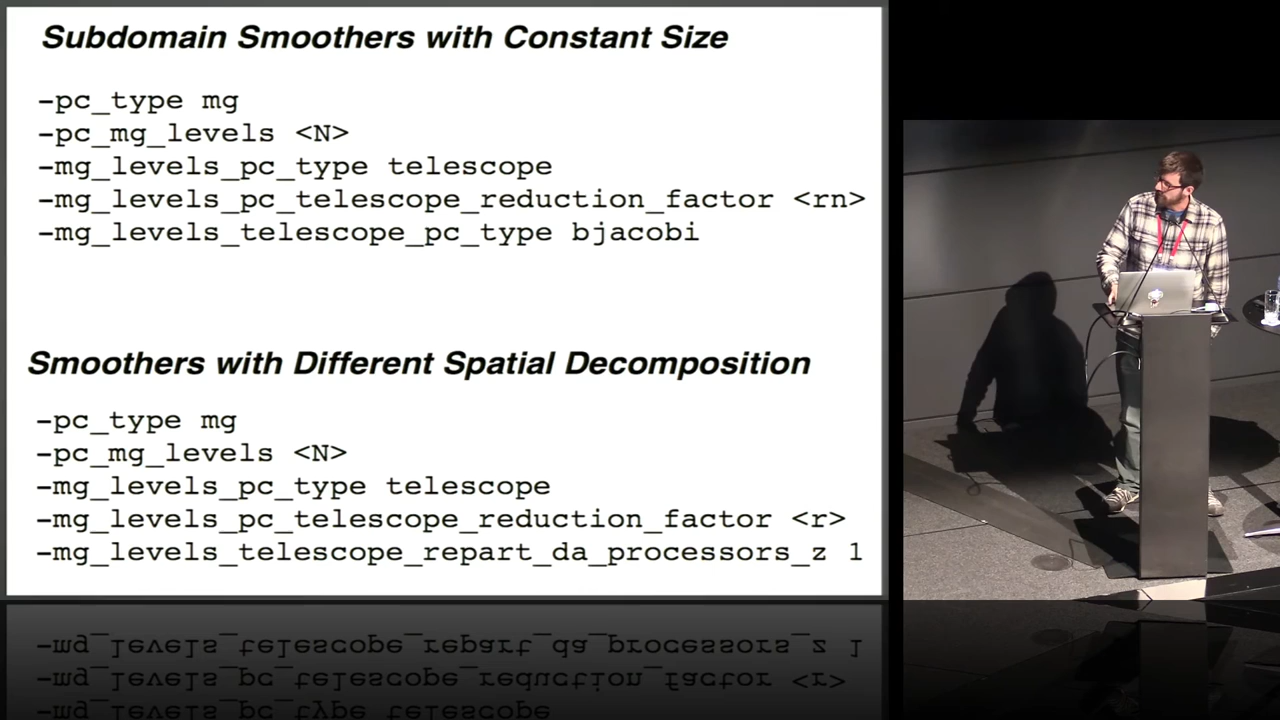 Subdomain Smoothers with Constant Size
-pc_type mg
-pc_mg_levels <N>
-mg_levels_pc_type telescope
-mg_levels_pc_telescope_reduction_factor <rn>
-mg_levels_telescope_pc_type bjacobi
Smoothers with Different Spatial Decomposition
-pc_type mg
-pc_mg_levels <N>
-mg_levels_pc_type telescope
-mg_levels_pc_telescope_reduction_factor <r>
-mg_levels_telescope_repart_da_processors_z 1